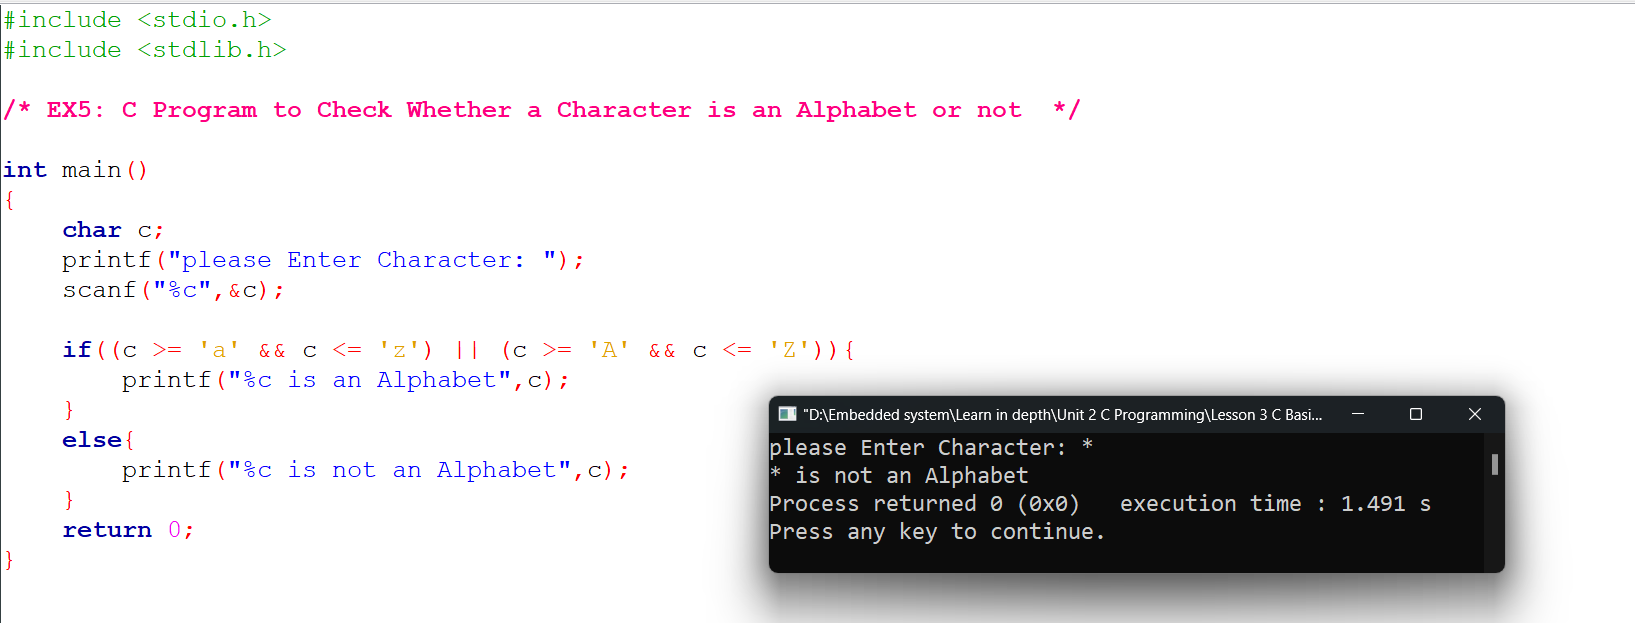 #include <stdio.h>
#include <stdlib.h>
/* EX5: C Program to Check Whether a Character is an Alphabet or not  */
int main()
{
    char c;
    printf("please Enter Character: ");
    scanf("%c",&c);
    if((c >= 'a' && c <= 'z') || (c >= 'A' && c <= 'Z')){
        printf("%c is an Alphabet",c);
    }
    else{
        printf("%c is not an Alphabet",c);
    }
    return 0;
}
"D:\Embedded system\Learn in depth\Unit 2 C Programming\Lesson 3 C Basi...
please Enter Character: *
* is not an Alphabet
Process returned 0 (0x0)   execution time : 1.491 s
Press any key to continue.